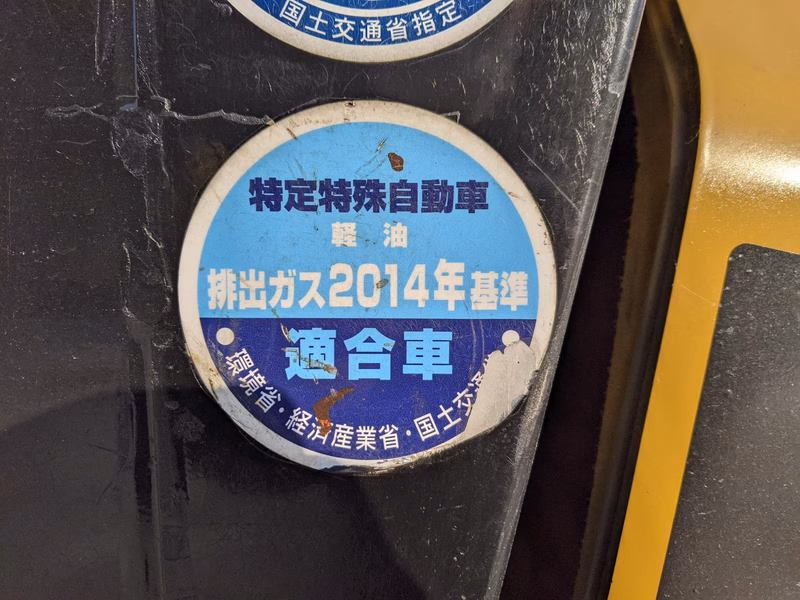 国土交通省指定
特定特殊自動車
軽 油
排出ガス2014年基準
適合車
環境省・経済産業省・国土交通